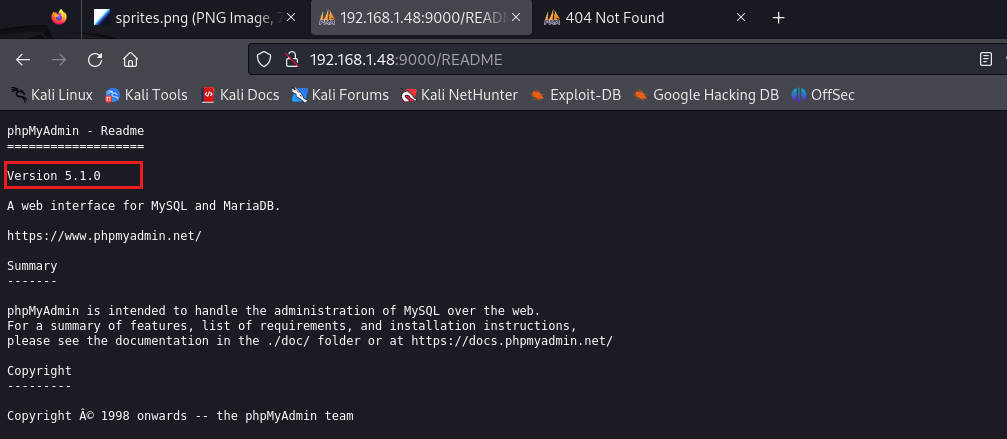 sprites.png (PNG Image, 7
192.168.1.48:9000/READ
404 Not Found
192.168.1.48:9000/README
Kali Linux
Kali Tools
Kali Docs
Kali Forums
Kali NetHunter
Exploit-DB
Google Hacking DB
OffSec
phpMyAdmin - Readme
===================
Version 5.1.0
A web interface for MySQL and MariaDB.
https://www.phpmyadmin.net/
Summary
-------
phpMyAdmin is intended to handle the administration of MySQL over the web.
For a summary of features, list of requirements, and installation instructions,
please see the documentation in the ./doc/ folder or at https://docs.phpmyadmin.net/
Copyright
---------
Copyright Â© 1998 onwards -- the phpMyAdmin team